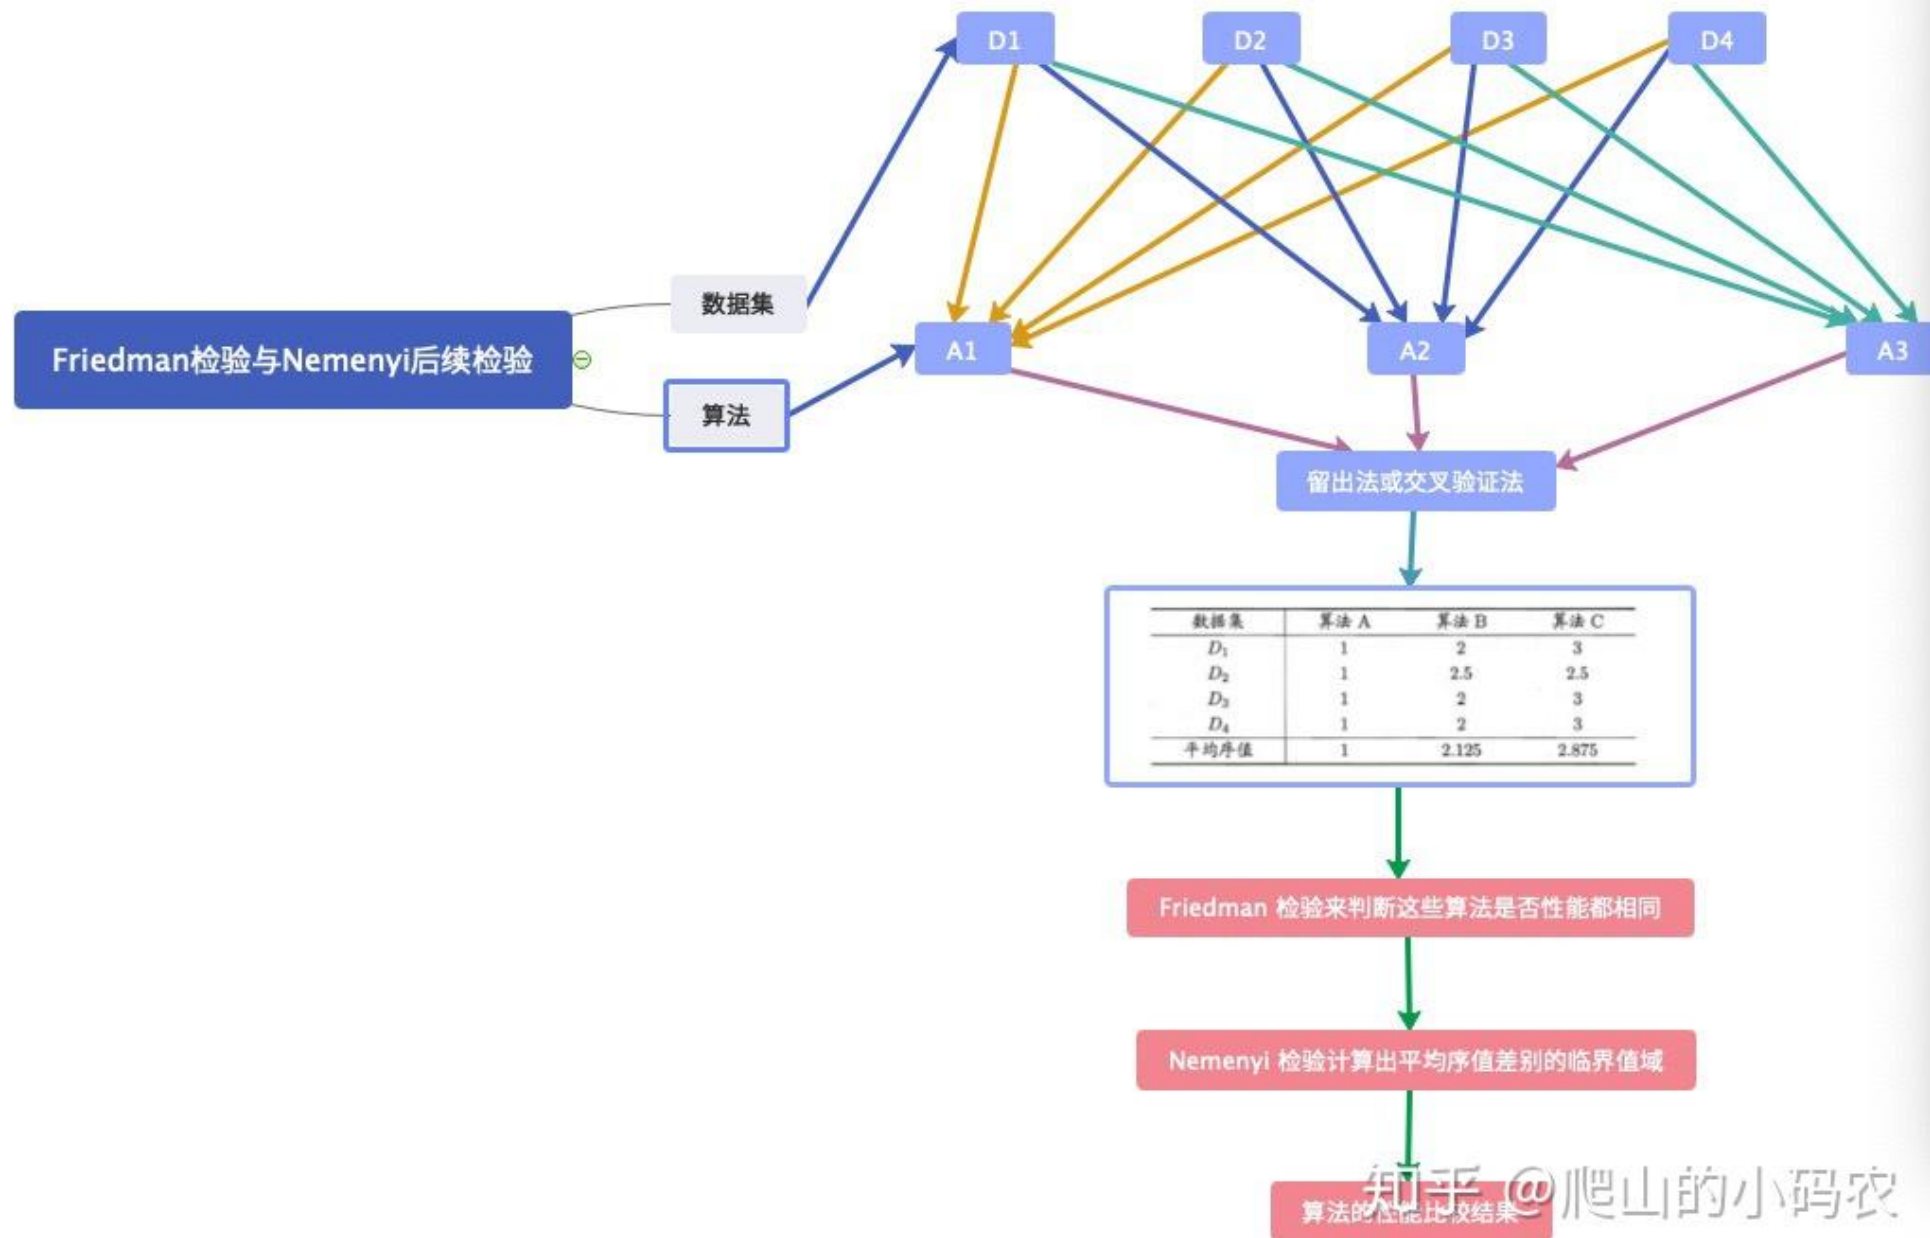 D1 D2 D3 D4
数据集
Friedman检验与Nemenyi后续检验
算法
A1 A2 A3
留出法或交叉验证法
数据集 算法 A 算法 B 算法 C
D₁ 1 2 3
D₂ 1 2.5 2.5
D₃ 1 2 3
D₄ 1 2 3
平均序值 1 2.125 2.875
Friedman 检验来判断这些算法是否性能都相同
Nemenyi 检验计算出平均序值差别的临界值域
算法的性能比较结果
知乎 @爬山的小码农